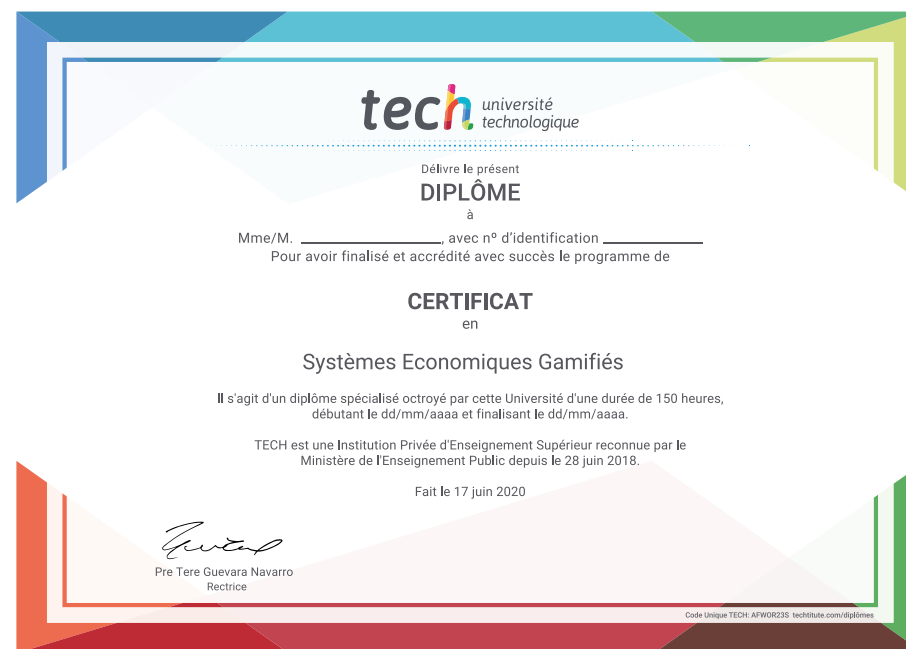 tech université
technologique
Délivre le présent
DIPLÔME
à
Mme/M. ____________________, avec nº d'identification ______________
Pour avoir finalisé et accrédité avec succès le programme de
CERTIFICAT
en
Systèmes Economiques Gamifiés
Il s'agit d'un diplôme spécialisé octroyé par cette Université d'une durée de 150 heures,
débutant le dd/mm/aaaa et finalisant le dd/mm/aaaa.
TECH est une Institution Privée d'Enseignement Supérieur reconnue par le
Ministère de l'Enseignement Public depuis le 28 juin 2018.
Fait le 17 juin 2020
Pre Tere Guevara Navarro
Rectrice
Code Unique TECH: AFWOR23S techtitute.com/diplômes